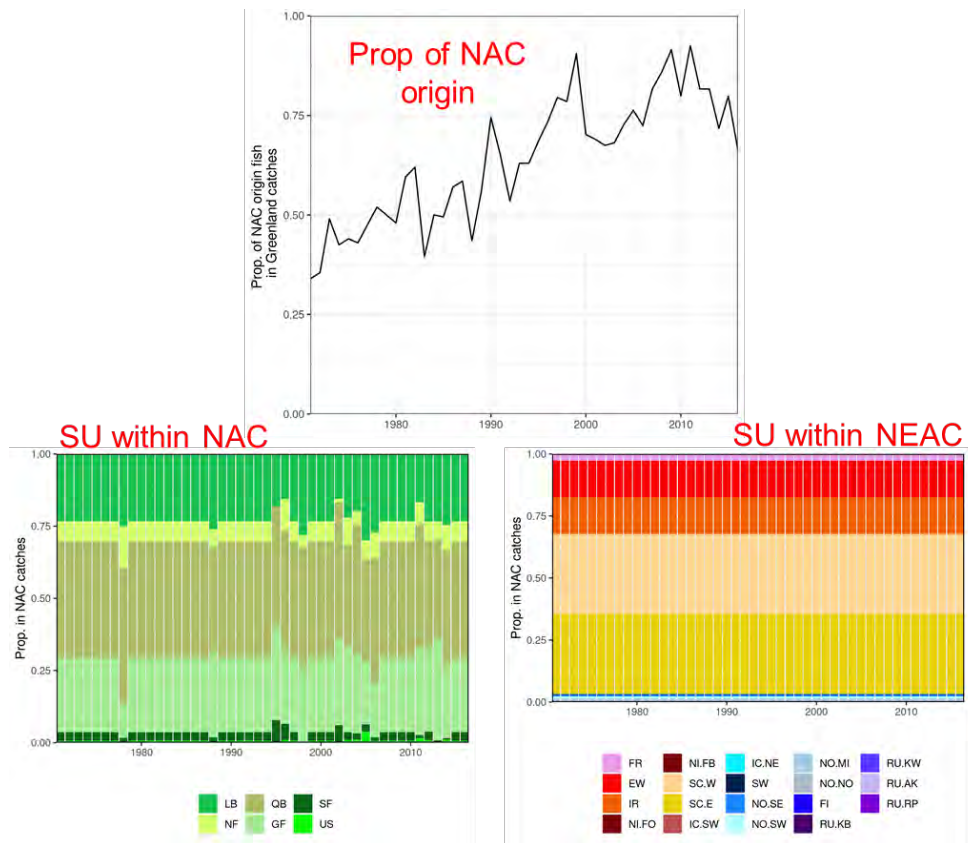 Prop of NAC
origin
Prop. of NAC origin fish
in Greenland catches
1.00
0.75
0.50
0.25
0.00
1980
1990
2000
2010
SU within NAC
Prop. in NAC catches
1.00
0.75
0.50
0.25
0.00
1980
1990
2000
2010
LB QB SF
NF GF US
SU within NEAC
Prop. in NAC catches
1.00
0.75
0.50
0.25
0.00
1980
1990
2000
2010
FR NI.FB IC.NE NO.MI RU.KW
EW SC.W SW NO.NO RU.AK
IR SC.E NO.SE FI RU.RP
NI.FO IC.SW NO.SW RU.KB